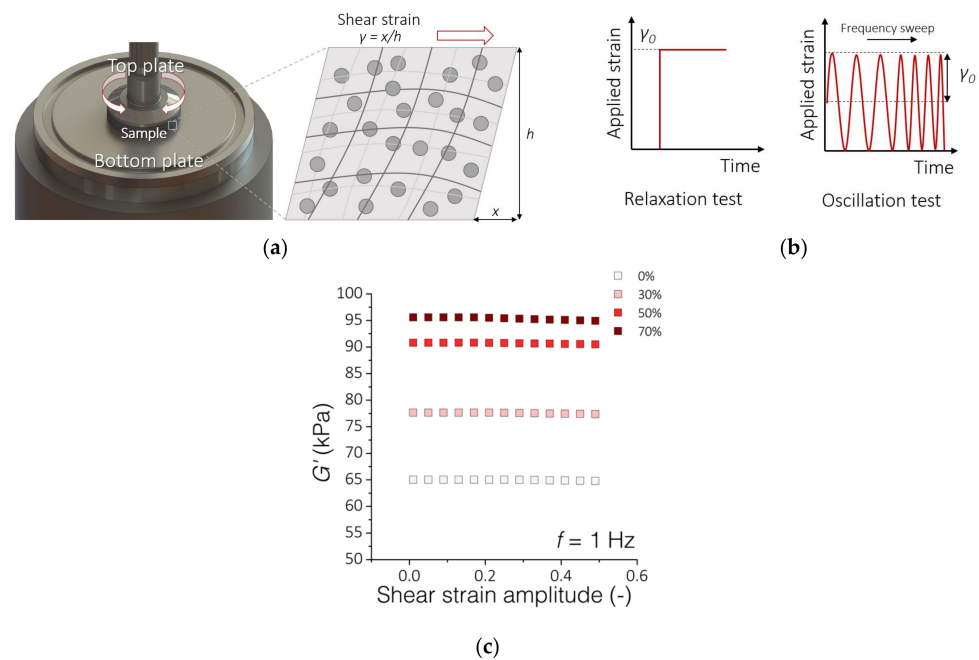 Shear strain
γ = x/h
Top plate
Sample
Bottom plate
h
x
(a)
Applied strain
γ0
Time
Relaxation test
Applied strain
Frequency sweep
γ0
Time
Oscillation test
(b)
0%
30%
50%
70%
G' (kPa)
100
95
90
85
80
75
70
65
60
55
50
f = 1 Hz
0.0
0.2
0.4
0.6
Shear strain amplitude (-)
(c)